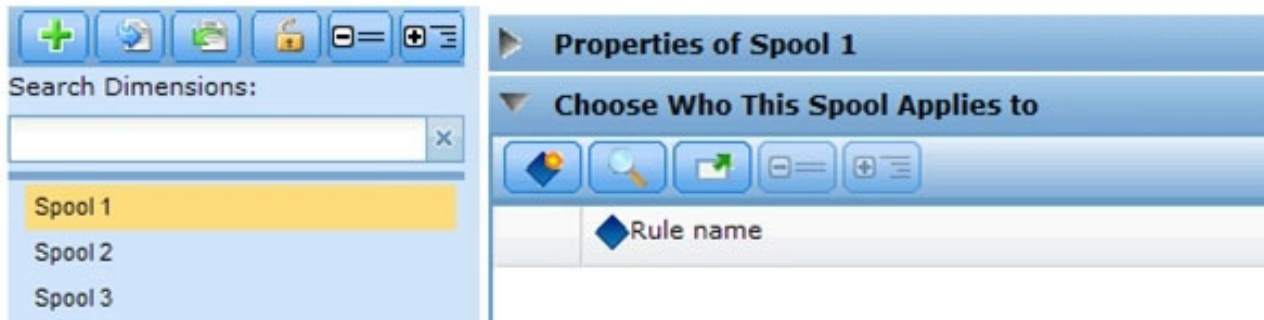 Search Dimensions:
Spool 1
Spool 2
Spool 3
Properties of Spool 1
Choose Who This Spool Applies to
Rule name